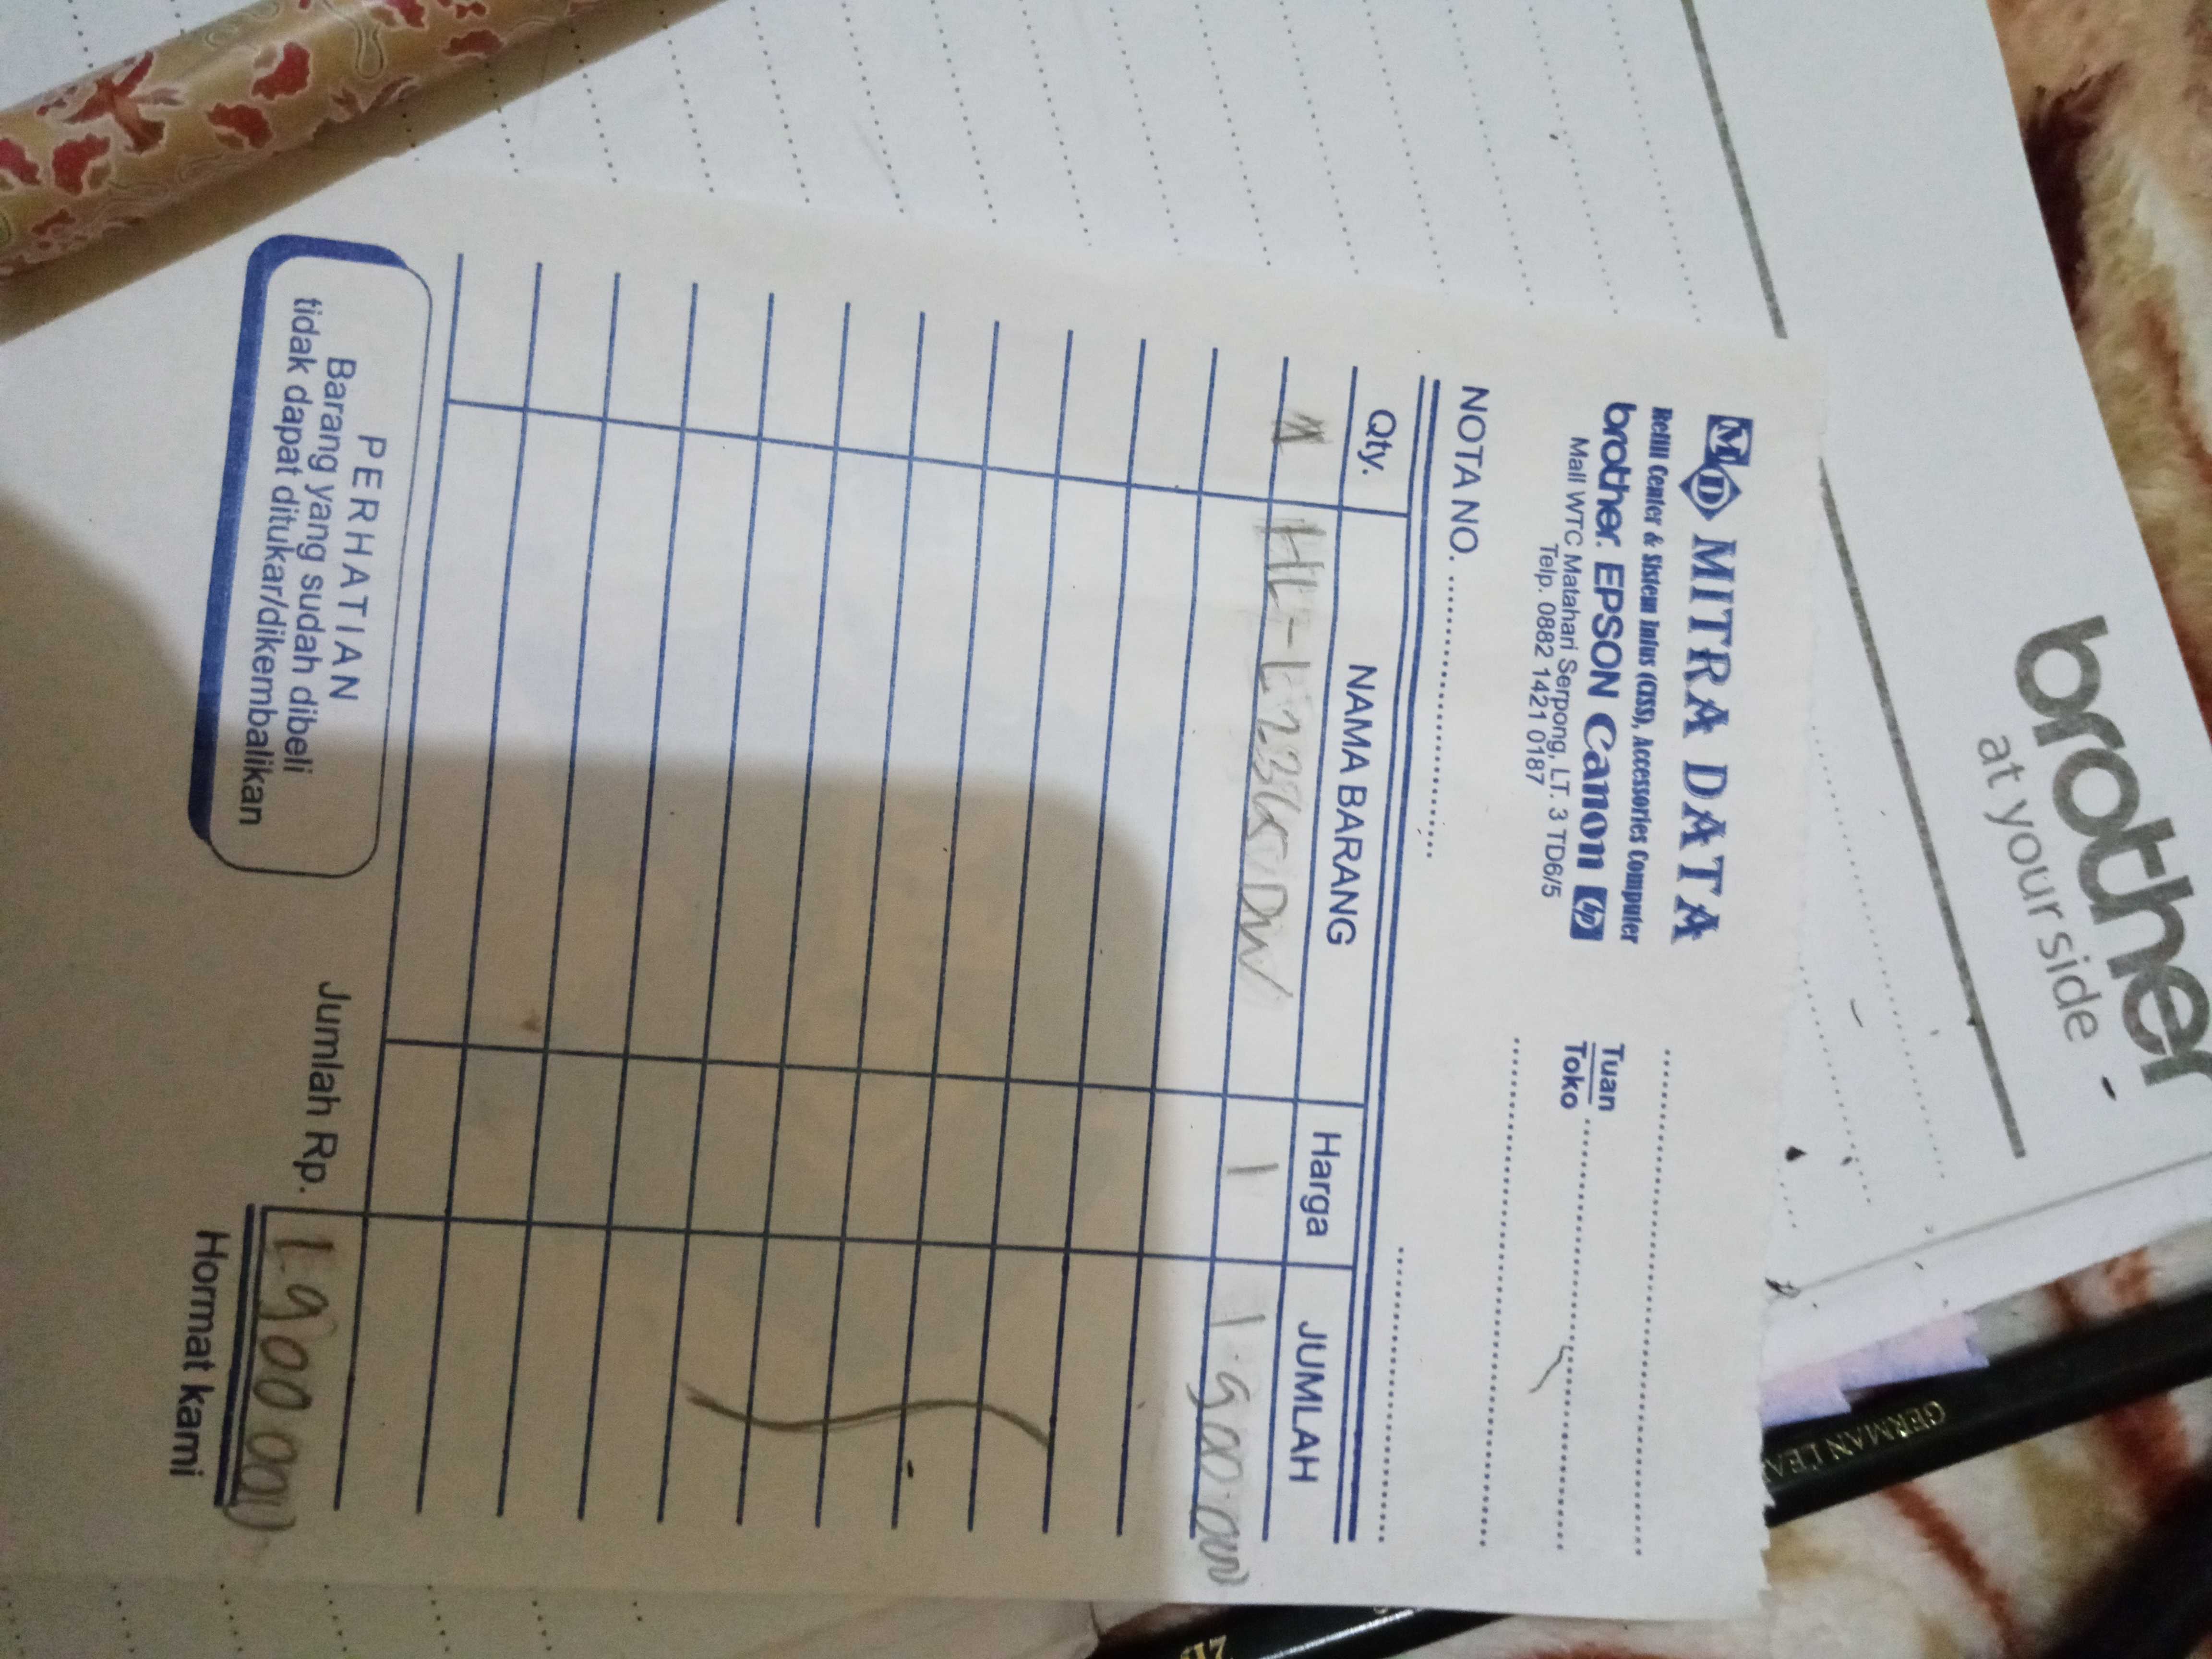 brother
at your side
MD MITRA DATA
Refill Center & Sistem Infus (CISS), Accessories Computer
brother. EPSON Canon hp
Mall WTC Matahari Serpong, LT. 3 TD6/5
Telp. 0882 1421 0187
Tuan
Toko
NOTA NO.
Qty. NAMA BARANG Harga JUMLAH
1 HL-L 1 1.900.000
PERHATIAN
Barang yang sudah dibeli
tidak dapat ditukar/dikembalikan
Jumlah Rp. 1.900.000
Hormat kami
GERMAN